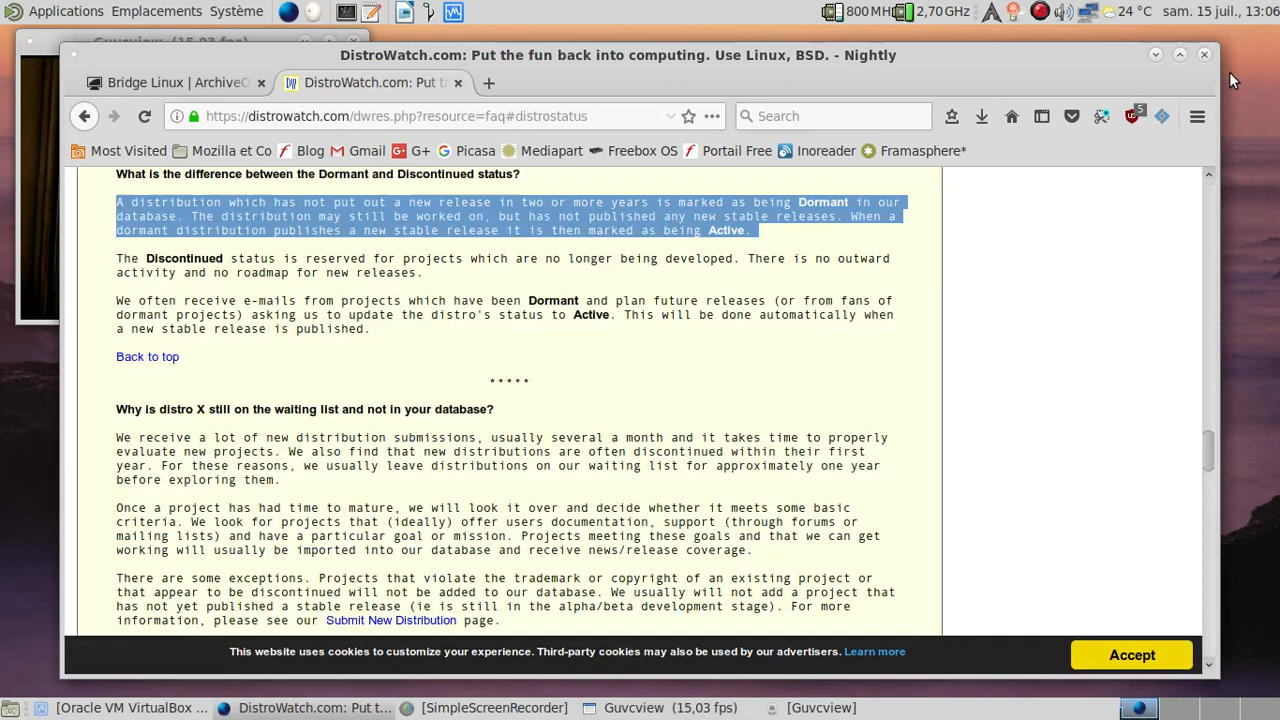 Applications Emplacements Système 800 MH 2,70 GHz 24 °C sam. 15 juil., 13:06
Guvcview (15,03 fps)
DistroWatch.com: Put the fun back into computing. Use Linux, BSD. - Nightly
Bridge Linux | ArchiveO DistroWatch.com: Put t
https://distrowatch.com/dwres.php?resource=faq#distrostatus Search 5
Most Visited Mozilla et Co Blog Gmail G+ Picasa Mediapart Freebox OS Portail Free Inoreader Framasphere*
What is the difference between the Dormant and Discontinued status?
A distribution which has not put out a new release in two or more years is marked as being Dormant in our
database. The distribution may still be worked on, but has not published any new stable releases. When a
dormant distribution publishes a new stable release it is then marked as being Active.
The Discontinued status is reserved for projects which are no longer being developed. There is no outward
activity and no roadmap for new releases.
We often receive e-mails from projects which have been Dormant and plan future releases (or from fans of
dormant projects) asking us to update the distro's status to Active. This will be done automatically when
a new stable release is published.
Back to top
* * * * *
Why is distro X still on the waiting list and not in your database?
We receive a lot of new distribution submissions, usually several a month and it takes time to properly
evaluate new projects. We also find that new distributions are often discontinued within their first
year. For these reasons, we usually leave distributions on our waiting list for approximately one year
before exploring them.
Once a project has had time to mature, we will look it over and decide whether it meets some basic
criteria. We look for projects that (ideally) offer users documentation, support (through forums or
mailing lists) and have a particular goal or mission. Projects meeting these goals and that we can get
working will usually be imported into our database and receive news/release coverage.
There are some exceptions. Projects that violate the trademark or copyright of an existing project or
that appear to be discontinued will not be added to our database. We usually will not add a project that
has not yet published a stable release (ie is still in the alpha/beta development stage). For more
information, please see our Submit New Distribution page.
This website uses cookies to customize your experience. Third-party cookies may also be used by our advertisers. Learn more
Accept
[Oracle VM VirtualBox ... DistroWatch.com: Put t... [SimpleScreenRecorder] Guvcview (15,03 fps) [Guvcview]